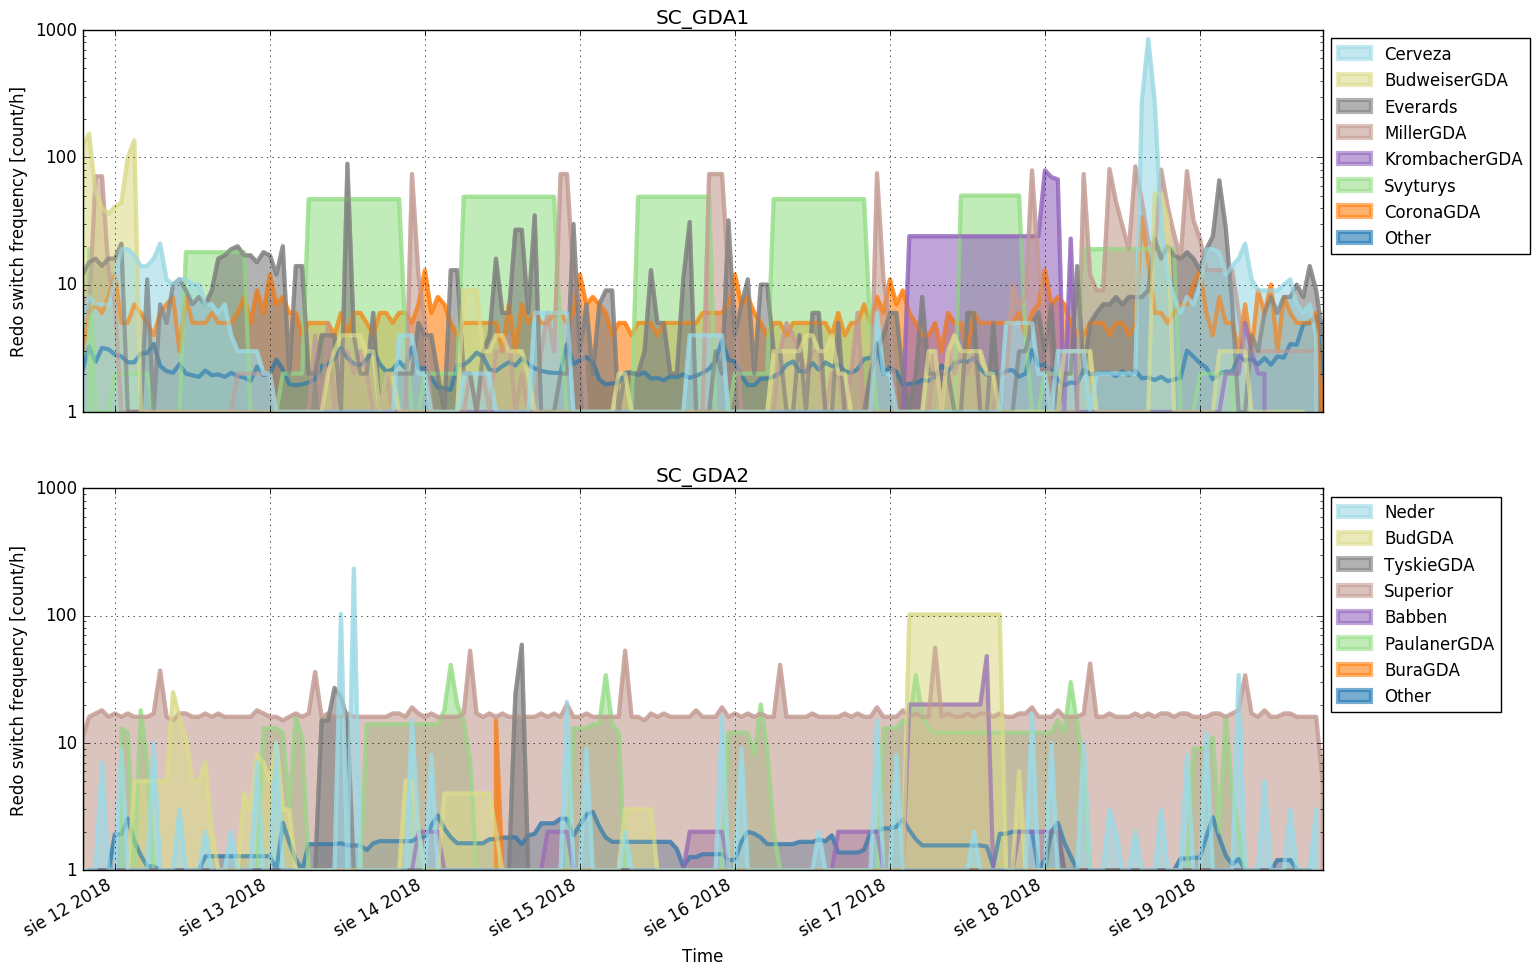 SC_GDA1
1000
100
10
1
Redo switch frequency [count/h]
Cerveza
BudweiserGDA
Everards
MillerGDA
KrombacherGDA
Svyturys
CoronaGDA
Other
SC_GDA2
1000
100
10
1
Redo switch frequency [count/h]
Neder
BudGDA
TyskieGDA
Superior
Babben
PaulanerGDA
BuraGDA
Other
sie 12 2018
sie 13 2018
sie 14 2018
sie 15 2018
sie 16 2018
sie 17 2018
sie 18 2018
sie 19 2018
Time